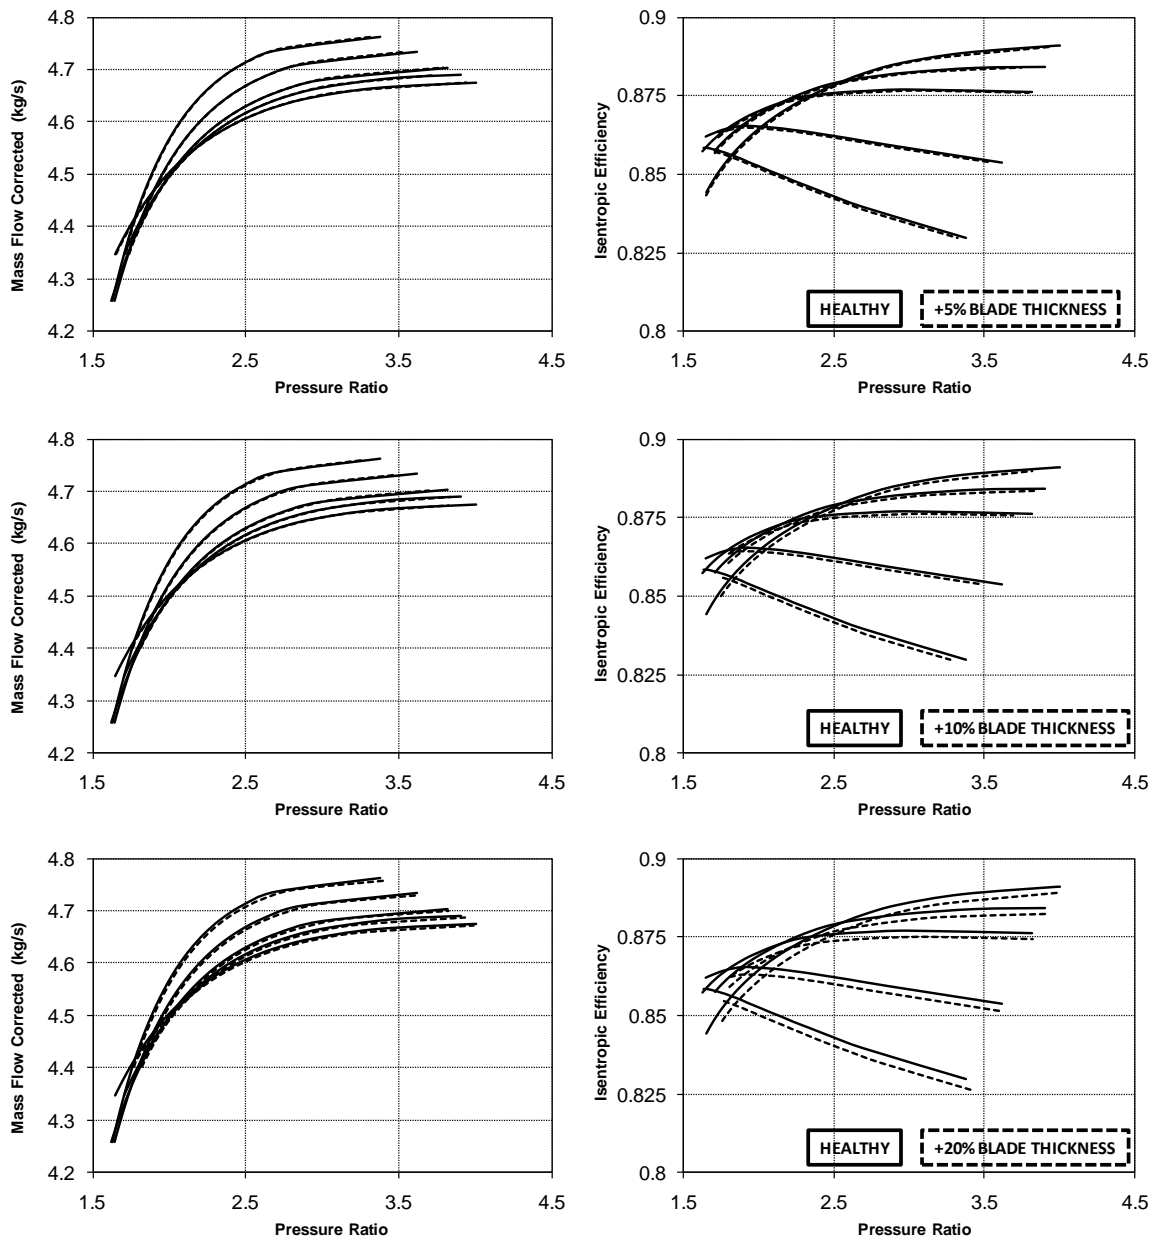 4.8
4.7
4.6
4.5
4.4
4.3
4.2
Mass Flow Corrected (kg/s)
1.5 2.5 3.5 4.5
Pressure Ratio
0.9
0.875
0.85
0.825
0.8
Isentropic Efficiency
HEALTHY
+5% BLADE THICKNESS
1.5 2.5 3.5 4.5
Pressure Ratio
4.8
4.7
4.6
4.5
4.4
4.3
4.2
Mass Flow Corrected (kg/s)
1.5 2.5 3.5 4.5
Pressure Ratio
0.9
0.875
0.85
0.825
0.8
Isentropic Efficiency
HEALTHY
+10% BLADE THICKNESS
1.5 2.5 3.5 4.5
Pressure Ratio
4.8
4.7
4.6
4.5
4.4
4.3
4.2
Mass Flow Corrected (kg/s)
1.5 2.5 3.5 4.5
Pressure Ratio
0.9
0.875
0.85
0.825
0.8
Isentropic Efficiency
HEALTHY
+20% BLADE THICKNESS
1.5 2.5 3.5 4.5
Pressure Ratio